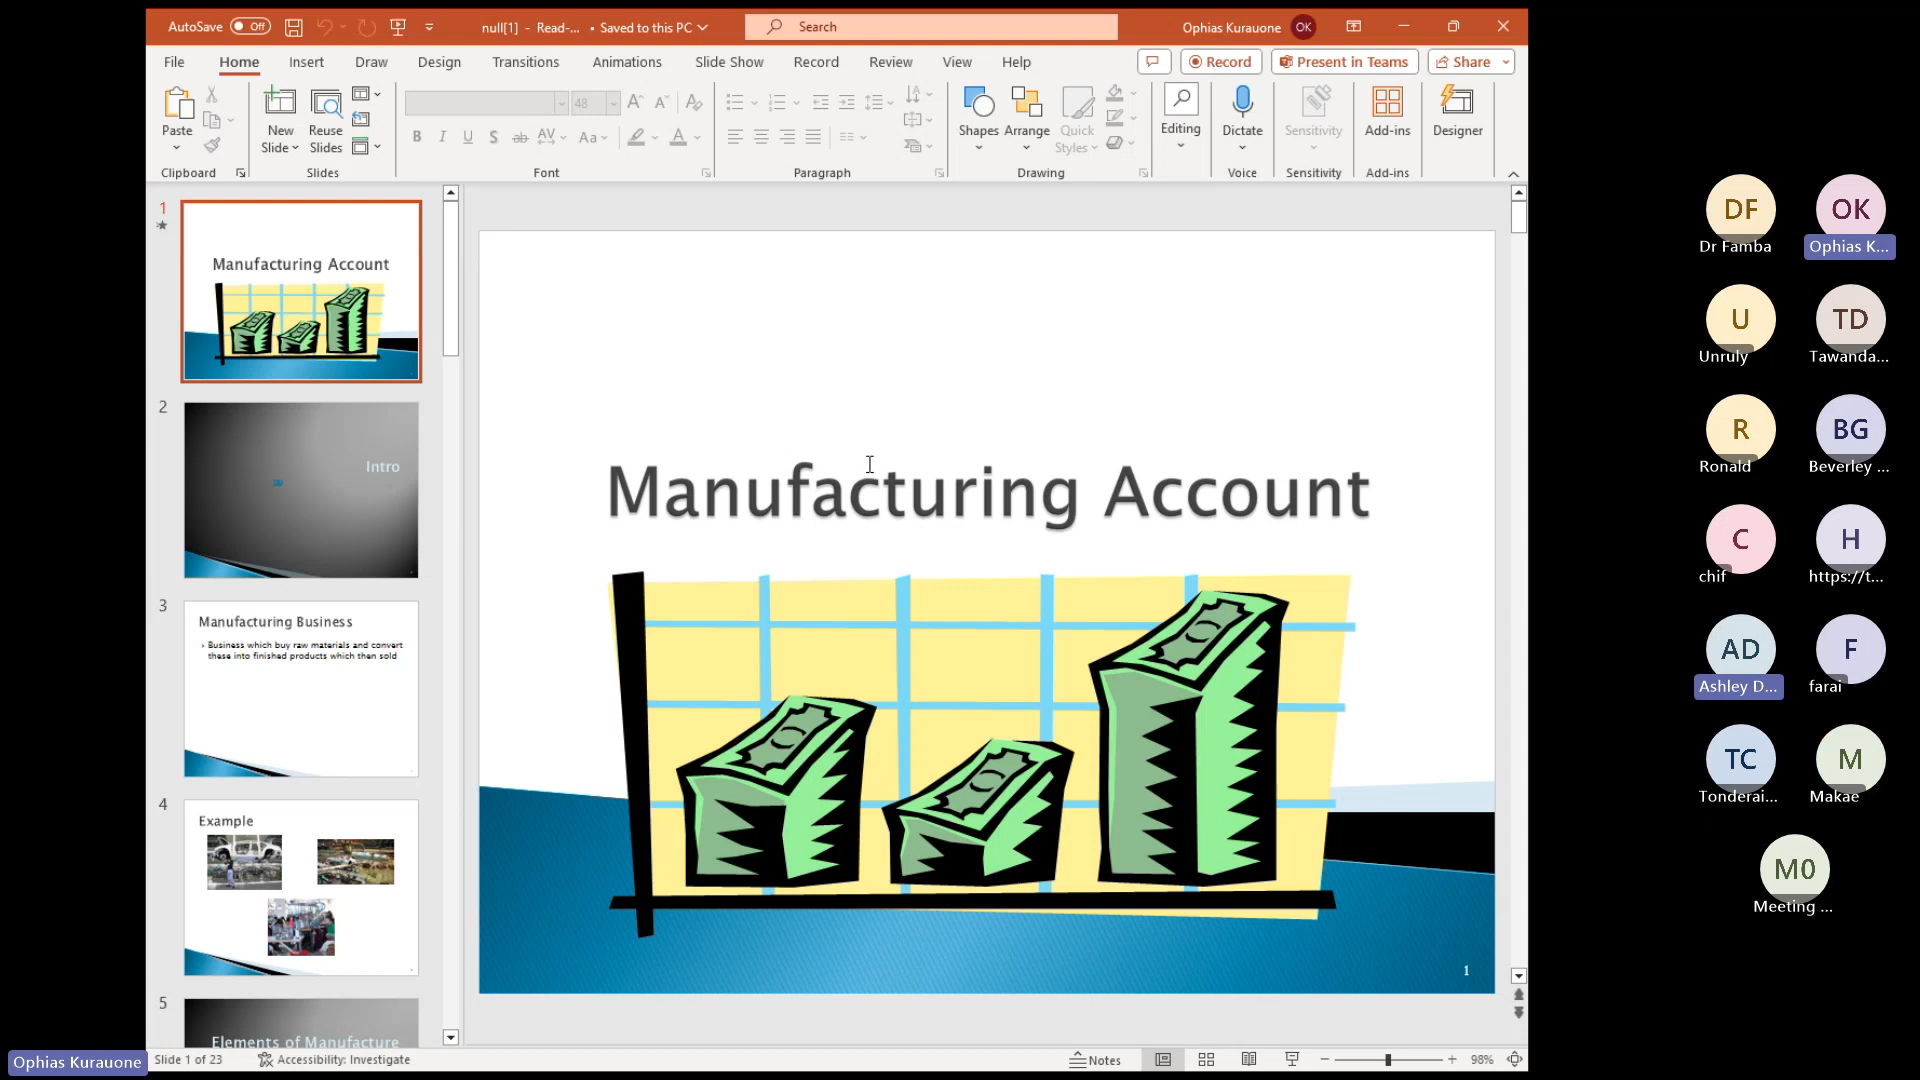 AutoSave Off null[1] - Read-... • Saved to this PC Search Ophias Kurauone OK
File Home Insert Draw Design Transitions Animations Slide Show Record Review View Help Record Present in Teams Share
Paste New Slide Reuse Slides 48 Shapes Arrange Quick Styles Editing Dictate Sensitivity Add-ins Designer
B I U S ab AV Aa A
Clipboard Slides Font Paragraph Drawing Voice Sensitivity Add-ins
1
Manufacturing Account
2
Intro
3
Manufacturing Business
Business which buy raw materials and convert
these into finished products which then sold
4
Example
5
Elements of Manufacture
Manufacturing Account
1
DF OK
Dr Famba Ophias K...
U TD
Unruly Tawanda...
R BG
Ronald Beverley ...
C H
chif https://t...
AD F
Ashley D... farai
TC M
Tonderai... Makae
M0
Meeting ...
Ophias Kurauone Slide 1 of 23 Accessibility: Investigate Notes 98%